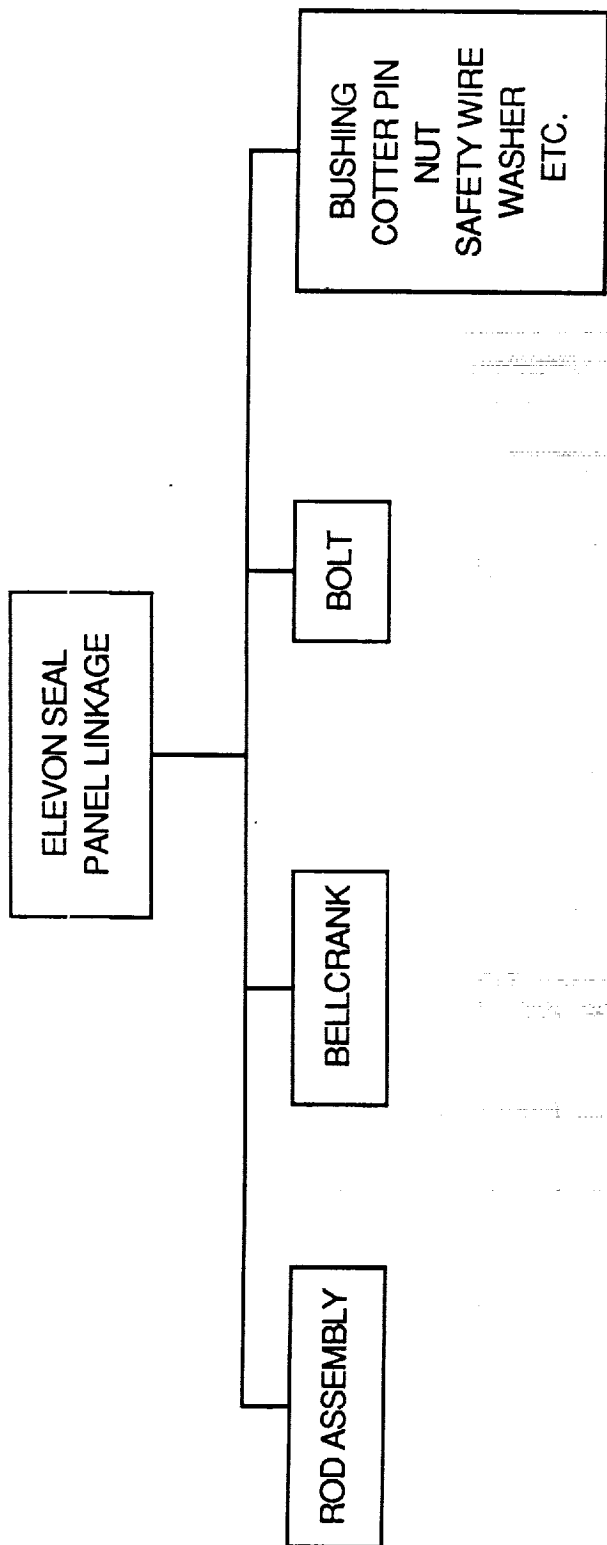 ELEVON SEAL
PANEL LINKAGE
ROD ASSEMBLY
BELLCRANK
BOLT
BUSHING
COTTER PIN
NUT
SAFETY WIRE
WASHER
ETC.